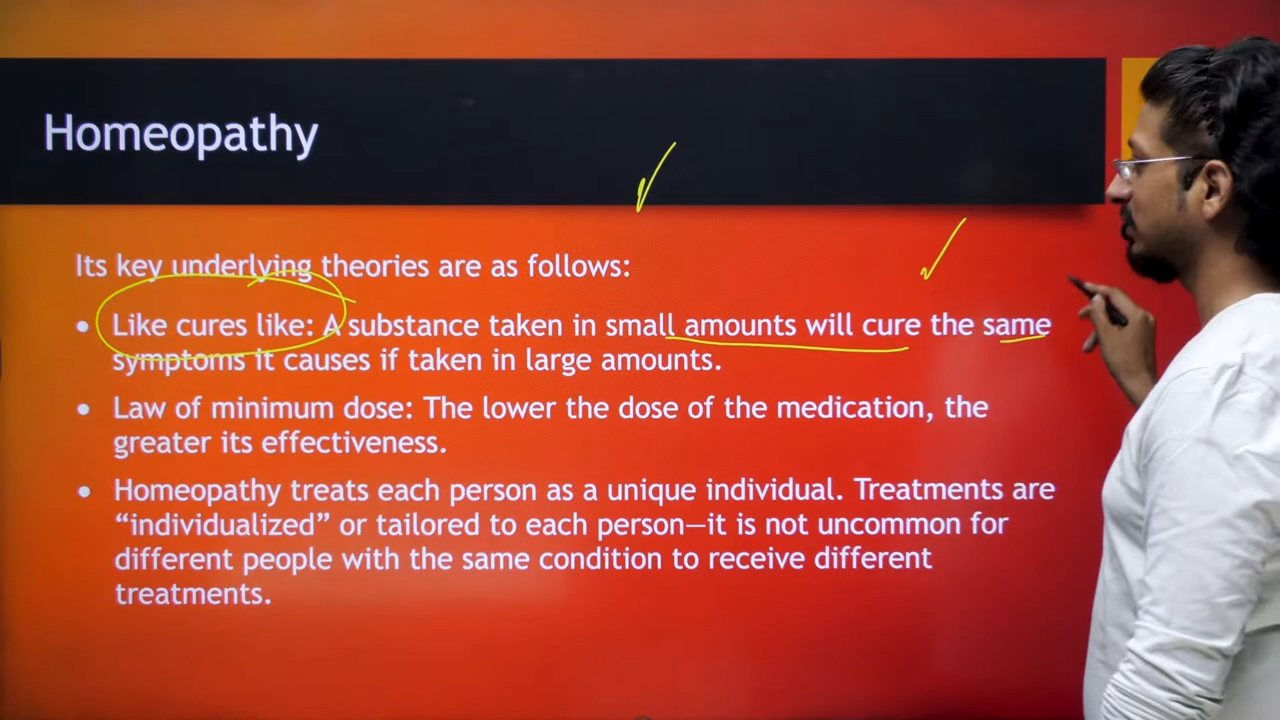 Homeopathy
Its key underlying theories are as follows:
• Like cures like: A substance taken in small amounts will cure the same
symptoms it causes if taken in large amounts.
• Law of minimum dose: The lower the dose of the medication, the
greater its effectiveness.
• Homeopathy treats each person as a unique individual. Treatments are
“individualized” or tailored to each person—it is not uncommon for
different people with the same condition to receive different
treatments.